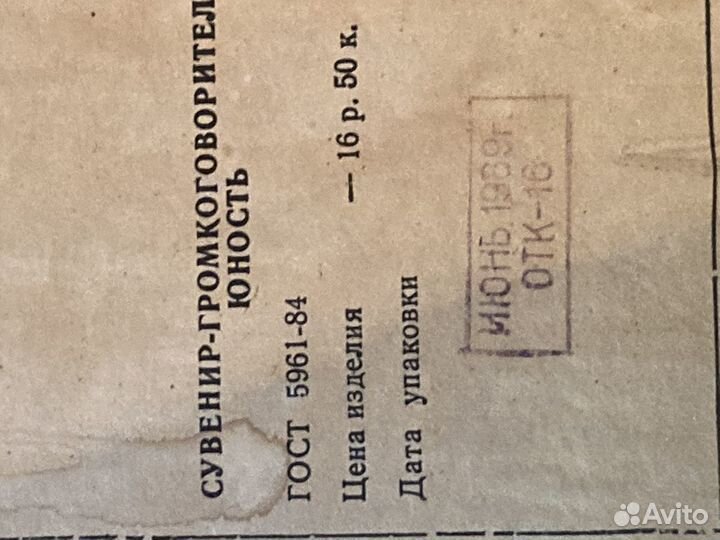 СУВЕНИР-ГРОМКОГОВОРИТЕЛ
ЮНОСТЬ
ГОСТ 5961-84
Цена изделия — 16 р. 50 к.
Дата упаковки
ИЮНЬ 1989г.
ОТК-16
Avito